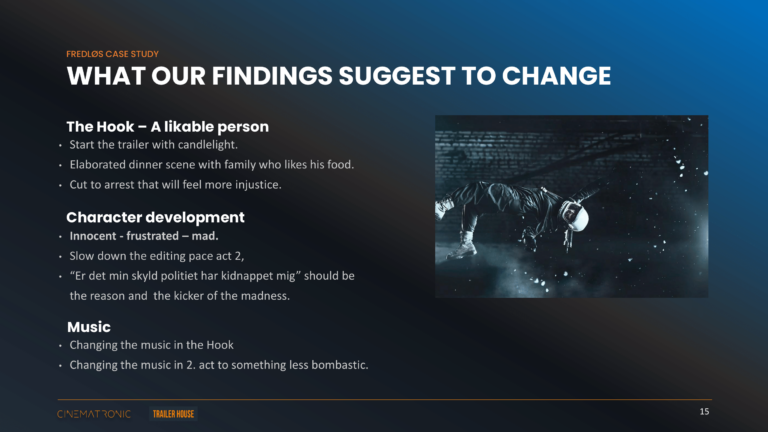 FREDLØS CASE STUDY
WHAT OUR FINDINGS SUGGEST TO CHANGE
The Hook – A likable person
• Start the trailer with candlelight.
• Elaborated dinner scene with family who likes his food.
• Cut to arrest that will feel more injustice.
Character development
• Innocent - frustrated – mad.
• Slow down the editing pace act 2,
• “Er det min skyld politiet har kidnappet mig” should be
the reason and the kicker of the madness.
Music
• Changing the music in the Hook
• Changing the music in 2. act to something less bombastic.
CINEMATRONIC
TRAILER HOUSE
15